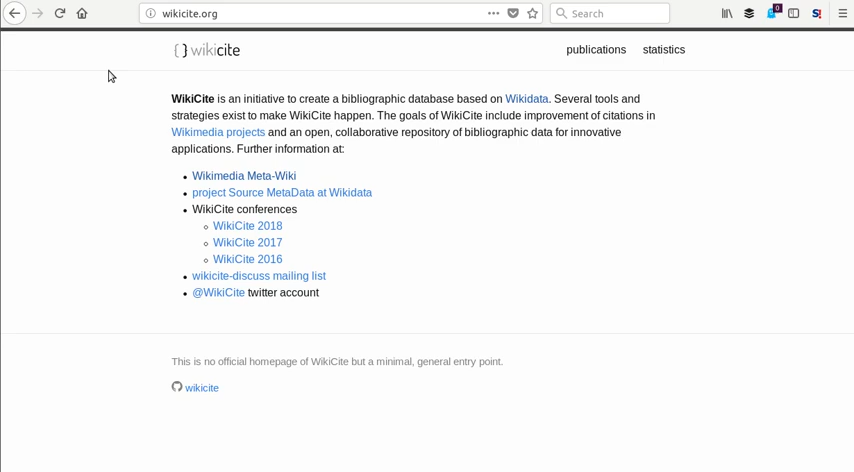 wikicite.org
Search
0
S!
{ } wikicite
publications
statistics
WikiCite is an initiative to create a bibliographic database based on Wikidata. Several tools and
strategies exist to make WikiCite happen. The goals of WikiCite include improvement of citations in
Wikimedia projects and an open, collaborative repository of bibliographic data for innovative
applications. Further information at:
Wikimedia Meta-Wiki
project Source MetaData at Wikidata
WikiCite conferences
WikiCite 2018
WikiCite 2017
WikiCite 2016
wikicite-discuss mailing list
@WikiCite twitter account
This is no official homepage of WikiCite but a minimal, general entry point.
wikicite